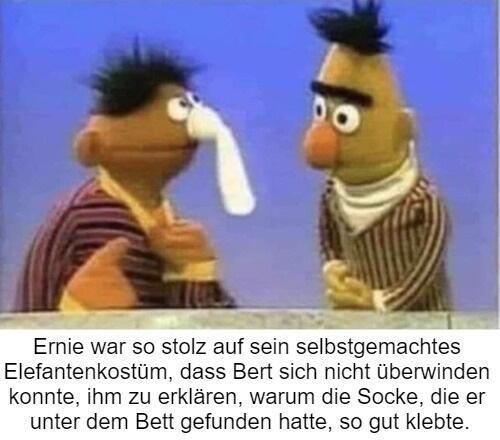 Ernie war so stolz auf sein selbstgemachtes
Elefantenkostüm, dass Bert sich nicht überwinden
konnte, ihm zu erklären, warum die Socke, die er
unter dem Bett gefunden hatte, so gut klebte.